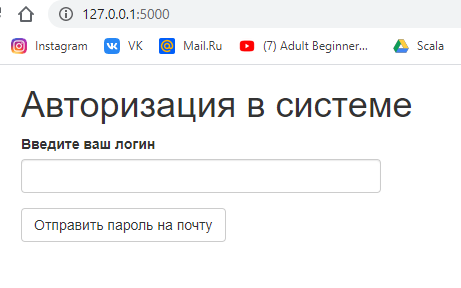 127.0.0.1:5000
Instagram VK Mail.Ru (7) Adult Beginner... Scala
Авторизация в системе
Введите ваш логин
Отправить пароль на почту